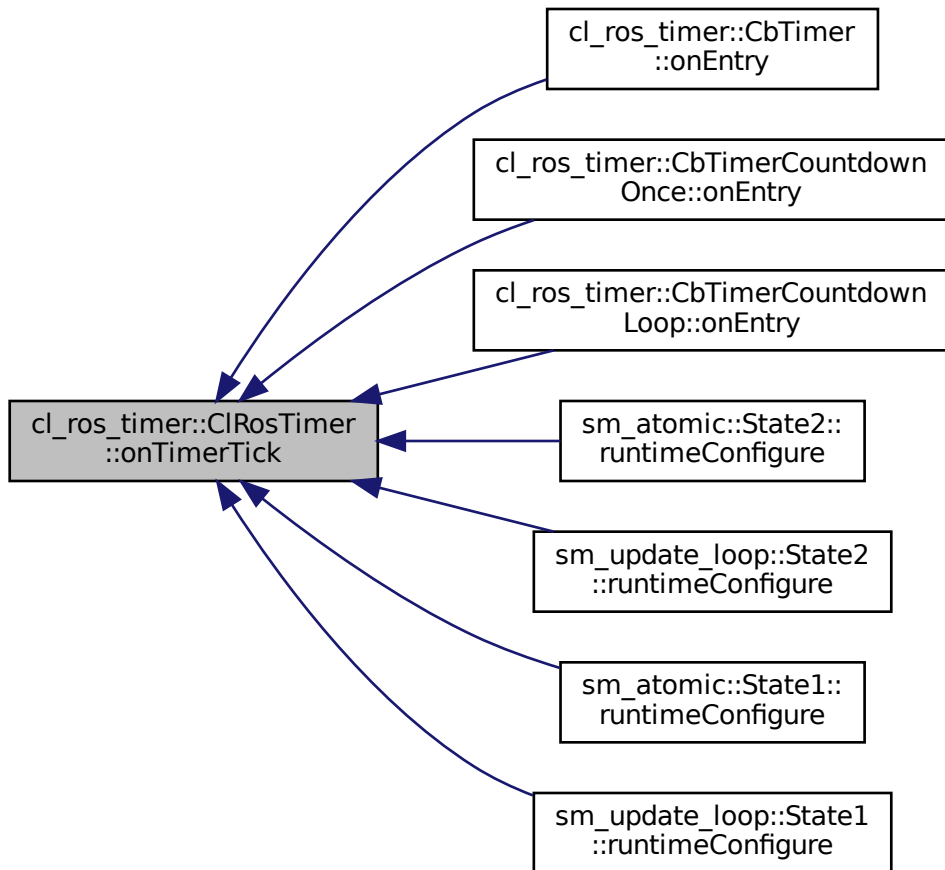 cl_ros_timer::CbTimer
::onEntry
cl_ros_timer::CbTimerCountdown
Once::onEntry
cl_ros_timer::CbTimerCountdown
Loop::onEntry
cl_ros_timer::ClRosTimer
::onTimerTick
sm_atomic::State2::
runtimeConfigure
sm_update_loop::State2
::runtimeConfigure
sm_atomic::State1::
runtimeConfigure
sm_update_loop::State1
::runtimeConfigure